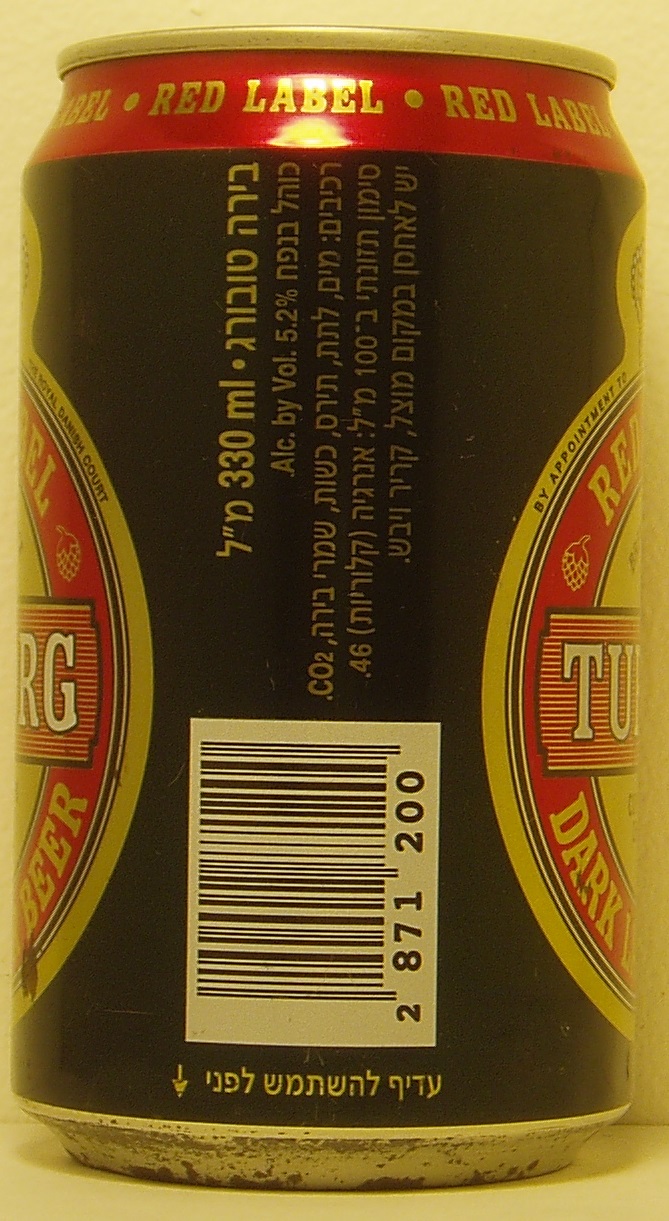 ABEL • RED LABEL • RED LABEL
בירה טובורג • 330 ml מ"ל
כוהל בנפח Alc. by Vol. 5.2%.
רכיבים: מים, לתת, תירס, כשות, שמרי בירה, CO2.
סימון תזונתי ב־100 מ"ל: אנרגיה (קלוריות) 46.
יש לאחסן במקום מוצל, קריר ויבש.
THE ROYAL DANISH COURT
BEL
RG
BEER
BY APPOINTMENT TO
RED
TU
DARK L
2 871 200
עדיף להשתמש לפני